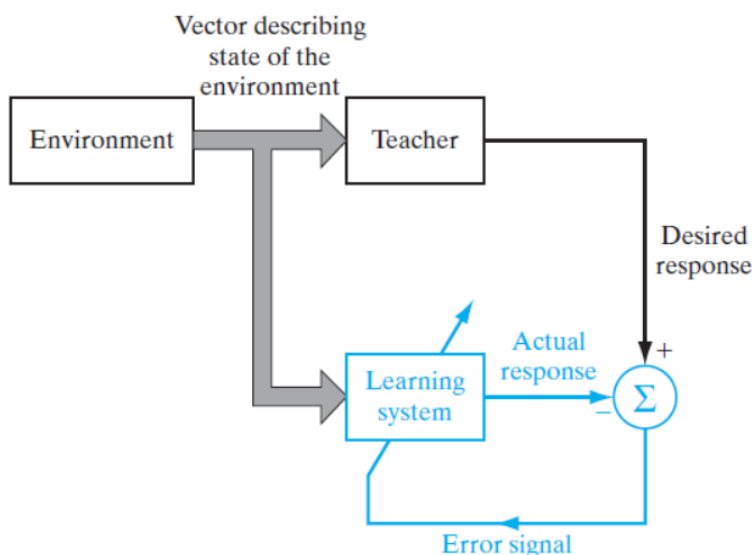 Vector describing
state of the
environment
Environment
Teacher
Desired
response
+
Actual
response
Learning
system
−
Σ
Error signal